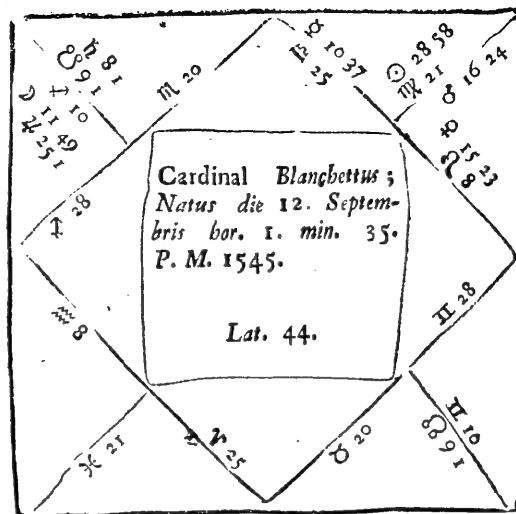 ♄ 8 1
☋ 9 1
♐ 10
☽ 11 49
♃ 25 1
♏ 20
☿ 10 37
♎ 25
☉ 28 58
♍ 21
♂ 16 24
♀ 15 23
♌ 8
Cardinal Blanchettus ;
Natus die 12. Septem-
bris hor. 1. min. 35.
P. M. 1545.
Lat. 44.
♐ 28
♊ 28
♒ 8
♓ 21
♈ 25
♉ 20
♊ 10
☊ 9 1